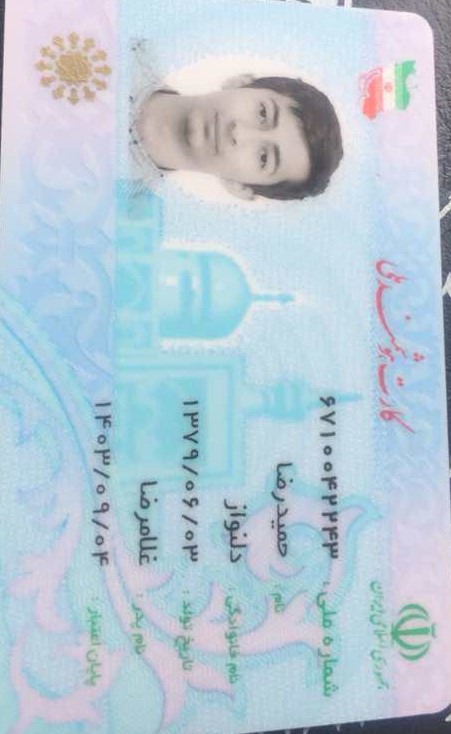 جمهوری اسلامی ایران
کارت هوشمند ملی
شماره ملی: ۶۷۱۰۰۴۲۲۴۳
نام: حمیدرضا
نام خانوادگی: دلنواز
تاریخ تولد: ۱۳۷۹/۰۶/۰۳
نام پدر: غلامرضا
پایان اعتبار: ۱۴۰۳/۰۹/۰۴